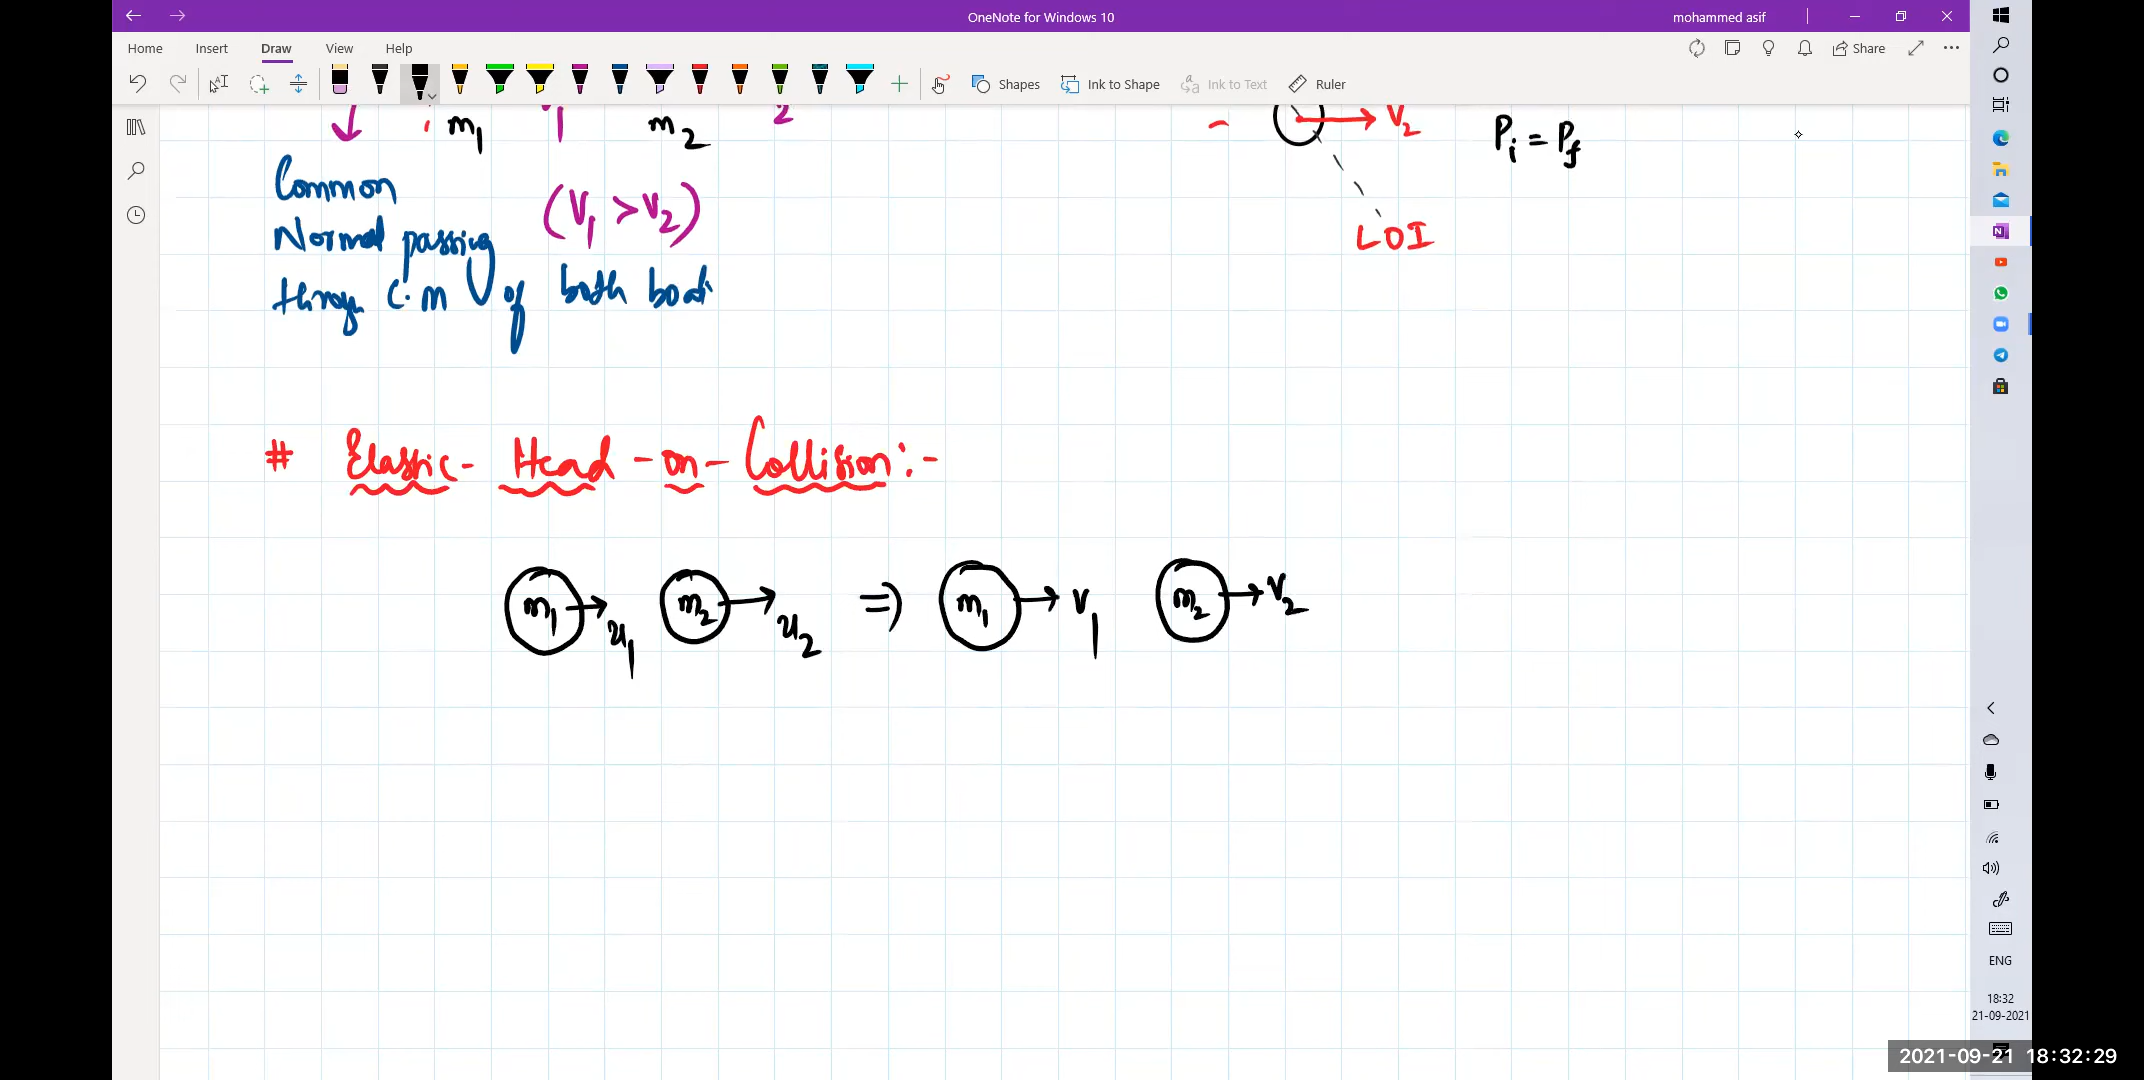 OneNote for Windows 10
mohammed asif
Home Insert Draw View Help
Share
Shapes
Ink to Shape
Ink to Text
Ruler
m1
1
m2
2
V2
Pi = Pf
Common
Normal passing
(V1 > V2)
C.m of both
LOI
# Elastic - Head - on - Collision :-
m1 → u1 m2 → u2 ⇒ m1 → v1 m2 → v2
ENG
18:32
21-09-2021
2021-09-21 18:32:29